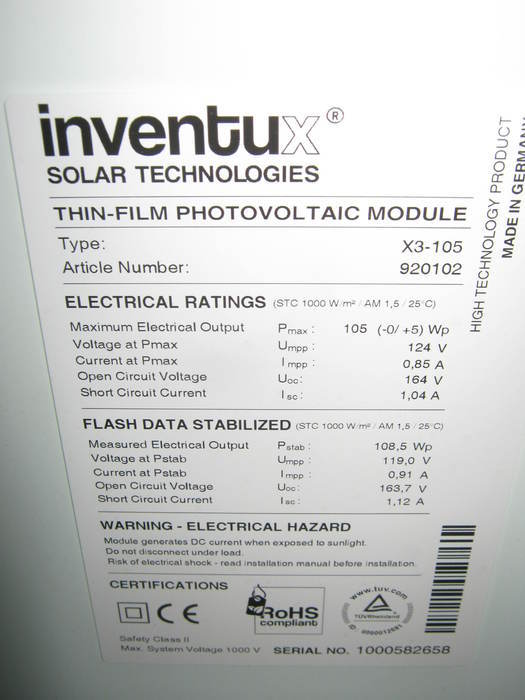 inventux®
SOLAR TECHNOLOGIES
THIN-FILM PHOTOVOLTAIC MODULE
Type: X3-105
Article Number: 920102
ELECTRICAL RATINGS (STC 1000 W/m² / AM 1,5 / 25°C)
Maximum Electrical Output Pmax : 105 (-0/ +5) Wp
Voltage at Pmax Umpp : 124 V
Current at Pmax Impp : 0,85 A
Open Circuit Voltage Uoc: 164 V
Short Circuit Current Isc : 1,04 A
FLASH DATA STABILIZED (STC 1000 W/m² / AM 1,5 / 25°C)
Measured Electrical Output Pstab : 108,5 Wp
Voltage at Pstab Umpp : 119,0 V
Current at Pstab Impp : 0,91 A
Open Circuit Voltage Uoc: 163,7 V
Short Circuit Current Isc : 1,12 A
WARNING - ELECTRICAL HAZARD
Module generates DC current when exposed to sunlight.
Do not disconnect under load.
Risk of electrical shock - read installation manual before installation.
CERTIFICATIONS
CE
RoHS
compliant
www.tuv.com
TÜVRheinland
Safety Class II
Max. System Voltage 1000 V
SERIAL NO. 1000582658
HIGH TECHNOLOGY PRODUCT
MADE IN GERMANY